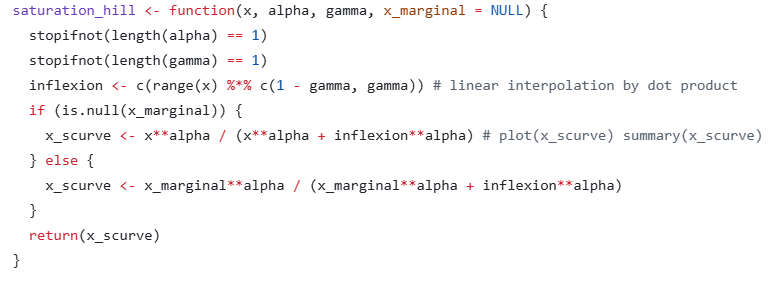 saturation_hill <- function(x, alpha, gamma, x_marginal = NULL) {
  stopifnot(length(alpha) == 1)
  stopifnot(length(gamma) == 1)
  inflexion <- c(range(x) %*% c(1 - gamma, gamma)) # linear interpolation by dot product
  if (is.null(x_marginal)) {
    x_scurve <- x**alpha / (x**alpha + inflexion**alpha) # plot(x_scurve) summary(x_scurve)
  } else {
    x_scurve <- x_marginal**alpha / (x_marginal**alpha + inflexion**alpha)
  }
  return(x_scurve)
}